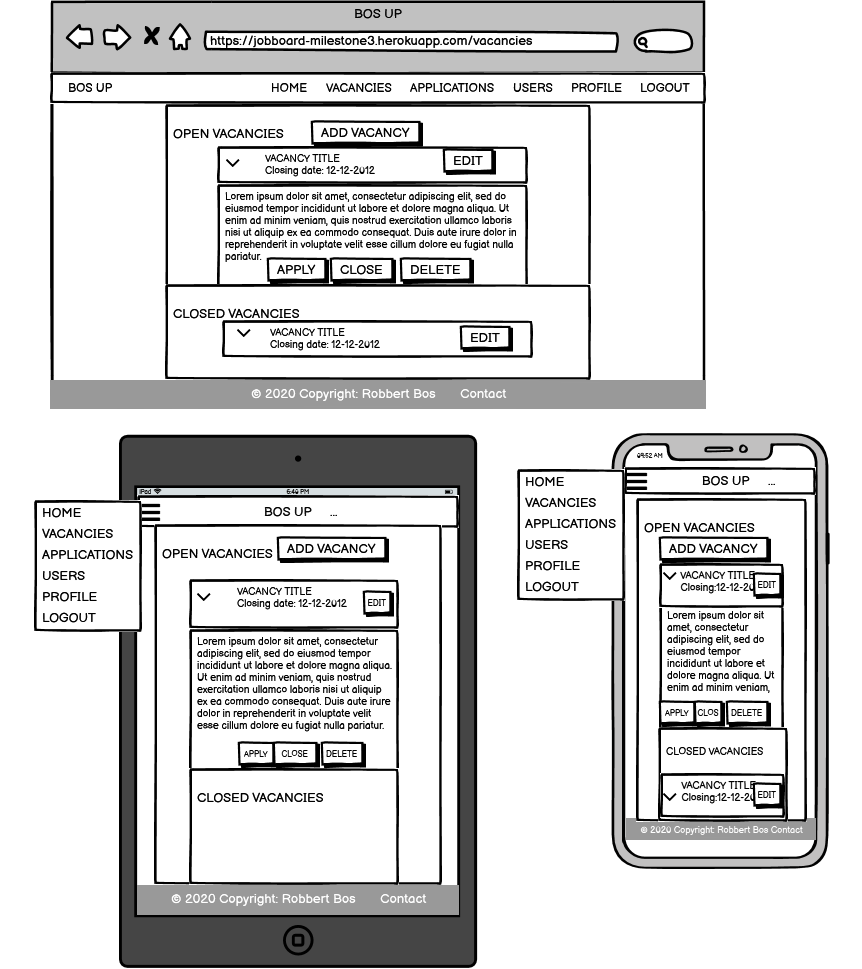 BOS UP
https://jobboard-milestone3.herokuapp.com/vacancies
BOS UP HOME VACANCIES APPLICATIONS USERS PROFILE LOGOUT
OPEN VACANCIES ADD VACANCY
VACANCY TITLE EDIT
Closing date: 12-12-2012
Lorem ipsum dolor sit amet, consectetur adipiscing elit, sed do
eiusmod tempor incididunt ut labore et dolore magna aliqua. Ut
enim ad minim veniam, quis nostrud exercitation ullamco laboris
nisi ut aliquip ex ea commodo consequat. Duis aute irure dolor in
reprehenderit in voluptate velit esse cillum dolore eu fugiat nulla
pariatur.
APPLY CLOSE DELETE
CLOSED VACANCIES
VACANCY TITLE EDIT
Closing date: 12-12-2012
© 2020 Copyright: Robbert Bos Contact
iPod 6:49 PM
HOME
VACANCIES
APPLICATIONS
USERS
PROFILE
LOGOUT
BOS UP ...
OPEN VACANCIES ADD VACANCY
VACANCY TITLE
Closing date: 12-12-2012 EDIT
Lorem ipsum dolor sit amet, consectetur
adipiscing elit, sed do eiusmod tempor
incididunt ut labore et dolore magna aliqua.
Ut enim ad minim veniam, quis nostrud
exercitation ullamco laboris nisi ut aliquip
ex ea commodo consequat. Duis aute irure
dolor in reprehenderit in voluptate velit
esse cillum dolore eu fugiat nulla pariatur.
APPLY CLOSE DELETE
CLOSED VACANCIES
© 2020 Copyright: Robbert Bos Contact
09:52 AM
HOME
VACANCIES
APPLICATIONS
USERS
PROFILE
LOGOUT
BOS UP ...
OPEN VACANCIES
ADD VACANCY
VACANCY TITLE
Closing:12-12-20 EDIT
Lorem ipsum dolor sit
amet, consectetur
adipiscing elit, sed do
eiusmod tempor
incididunt ut labore et
dolore magna aliqua. Ut
enim ad minim veniam,
APPLY CLOS DELETE
CLOSED VACANCIES
VACANCY TITLE
Closing:12-12-20 EDIT
© 2020 Copyright: Robbert Bos Contact